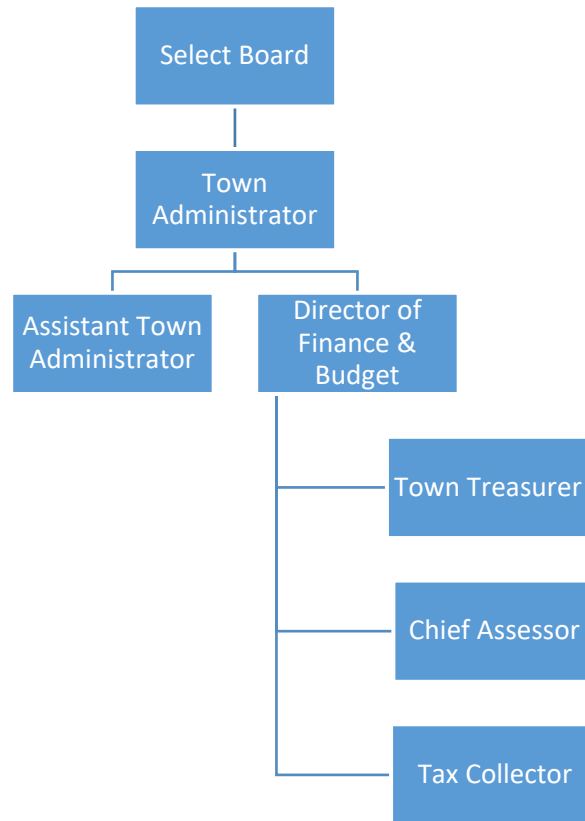 Select Board
Town
Administrator
Assistant Town
Administrator
Director of
Finance &
Budget
Town Treasurer
Chief Assessor
Tax Collector